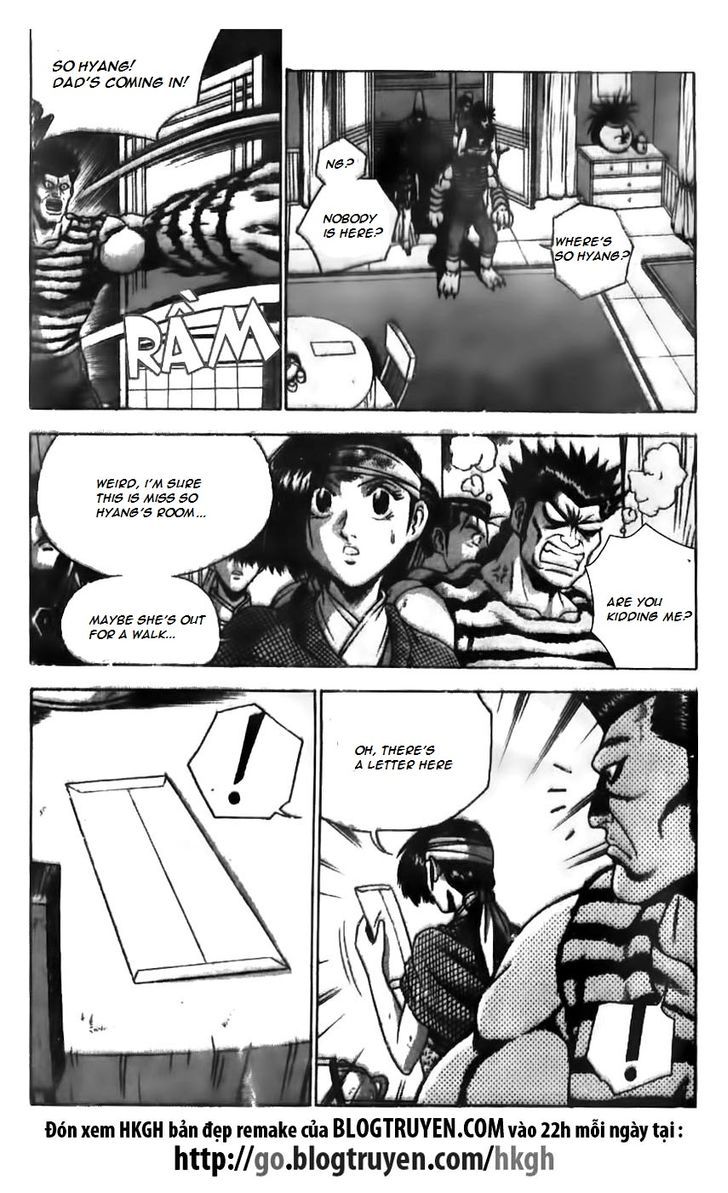 SO HYANG!
DAD'S COMING IN!
RẦM
NG?
NOBODY
IS HERE?
WHERE'S
SO HYANG?
WEIRD, I'M SURE
THIS IS MISS SO
HYANG'S ROOM...
MAYBE SHE'S OUT
FOR A WALK...
ARE YOU
KIDDING ME?
!
OH, THERE'S
A LETTER HERE
!
Đón xem HKGH bản đẹp remake của BLOGTRUYEN.COM vào 22h mỗi ngày tại :
http://go.blogtruyen.com/hkgh